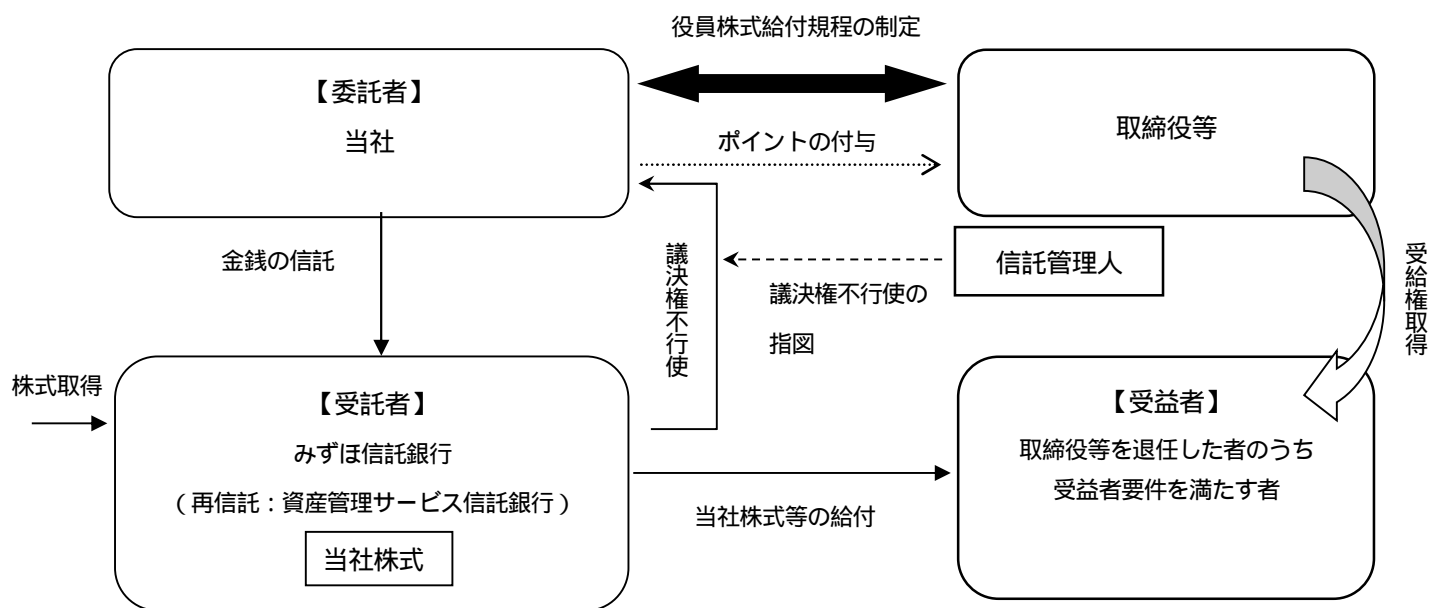 役員株式給付規程の制定
【委託者】
当社
取締役等
ポイントの付与
金銭の信託
議決権不行使
信託管理人
議決権不行使の
指図
受給権取得
株式取得
【受託者】
みずほ信託銀行
(再信託:資産管理サービス信託銀行)
当社株式
当社株式等の給付
【受益者】
取締役等を退任した者のうち
受益者要件を満たす者